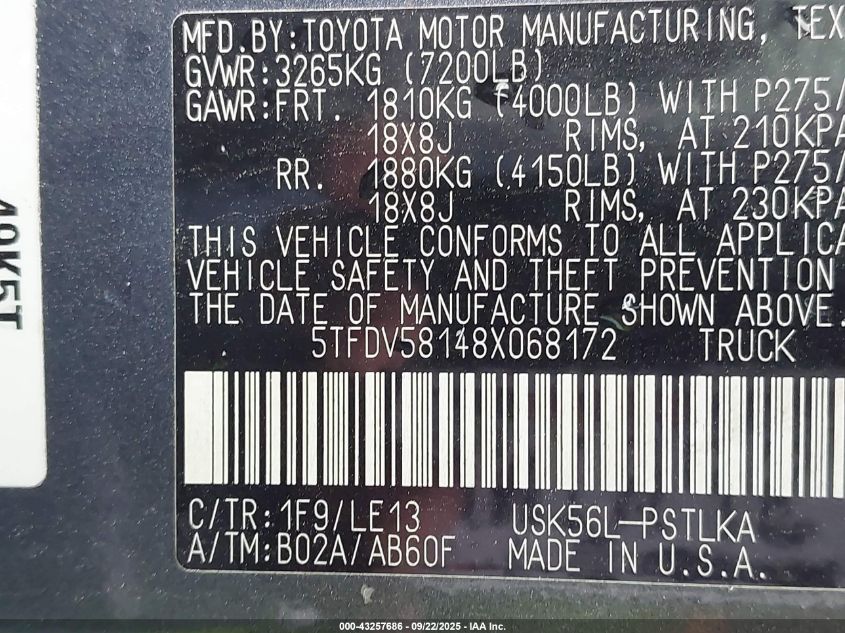 MFD.BY:TOYOTA MOTOR MANUFACTURING, TEX
GVWR:3265KG (7200LB)
GAWR:FRT. 1810KG (4000LB) WITH P275/
18X8J RIMS, AT 210KPA
RR. 1880KG (4150LB) WITH P275/
18X8J RIMS, AT 230KPA
THIS VEHICLE CONFORMS TO ALL APPLICA
VEHICLE SAFETY AND THEFT PREVENTION
THE DATE OF MANUFACTURE SHOWN ABOVE.
5TFDV58148X068172 TRUCK
C/TR:1F9/LE13 USK56L-PSTLKA
A/TM:B02A/AB60F MADE IN U.S.A.
40K5T
000-43257686 - 09/22/2025 - IAA Inc.